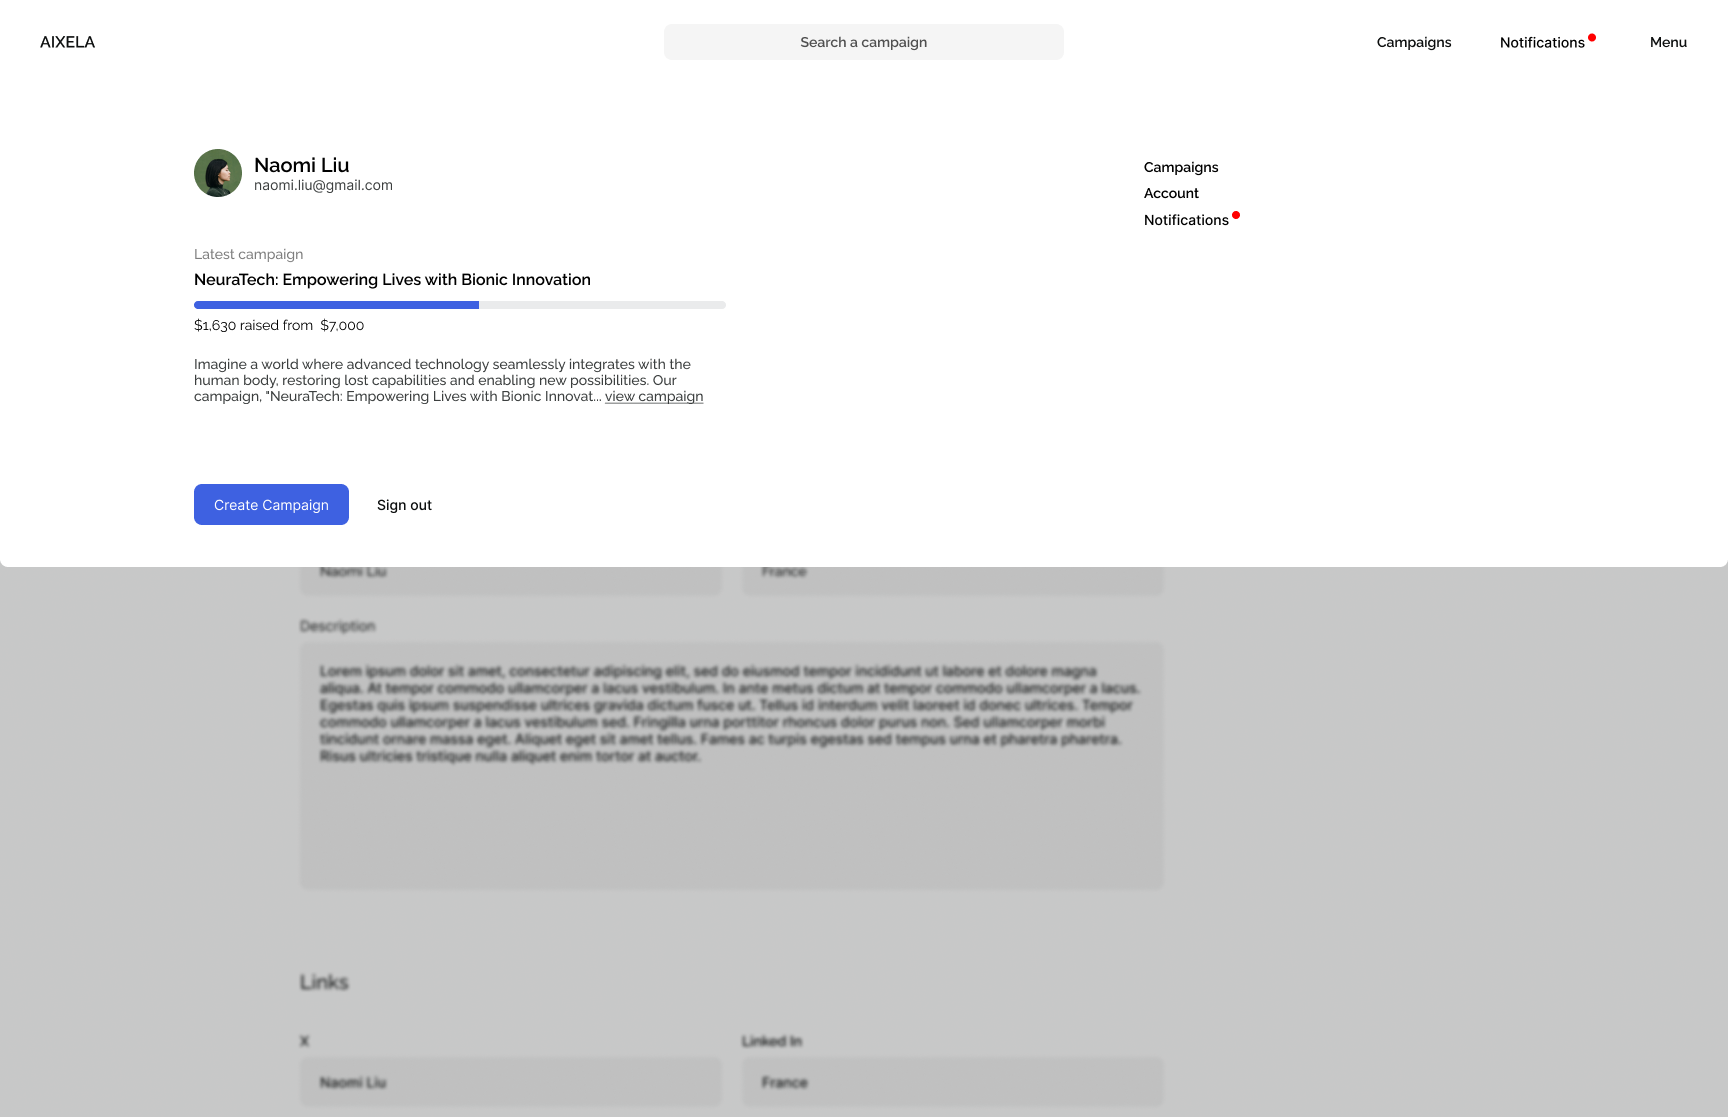 AIXELA
Search a campaign
Campaigns
Notifications
Menu
Naomi Liu
naomi.liu@gmail.com
Campaigns
Account
Notifications
Latest campaign
NeuraTech: Empowering Lives with Bionic Innovation
$1,630 raised from $7,000
Imagine a world where advanced technology seamlessly integrates with the
human body, restoring lost capabilities and enabling new possibilities. Our
campaign, "NeuraTech: Empowering Lives with Bionic Innovat... view campaign
Create Campaign
Sign out
Naomi Liu
France
Description
Lorem ipsum dolor sit amet, consectetur adipiscing elit, sed do eiusmod tempor incididunt ut labore et dolore magna
aliqua. At tempor commodo ullamcorper a lacus vestibulum. In ante metus dictum at tempor commodo ullamcorper a lacus.
Egestas quis ipsum suspendisse ultrices gravida dictum fusce ut. Tellus id interdum velit laoreet id donec ultrices. Tempor
commodo ullamcorper a lacus vestibulum sed. Fringilla urna porttitor rhoncus dolor purus non. Sed ullamcorper morbi
tincidunt ornare massa eget. Aliquet eget sit amet tellus. Fames ac turpis egestas sed tempus urna et pharetra pharetra.
Risus ultricies tristique nulla aliquet enim tortor at auctor.
Links
X
Linked In
Naomi Liu
France